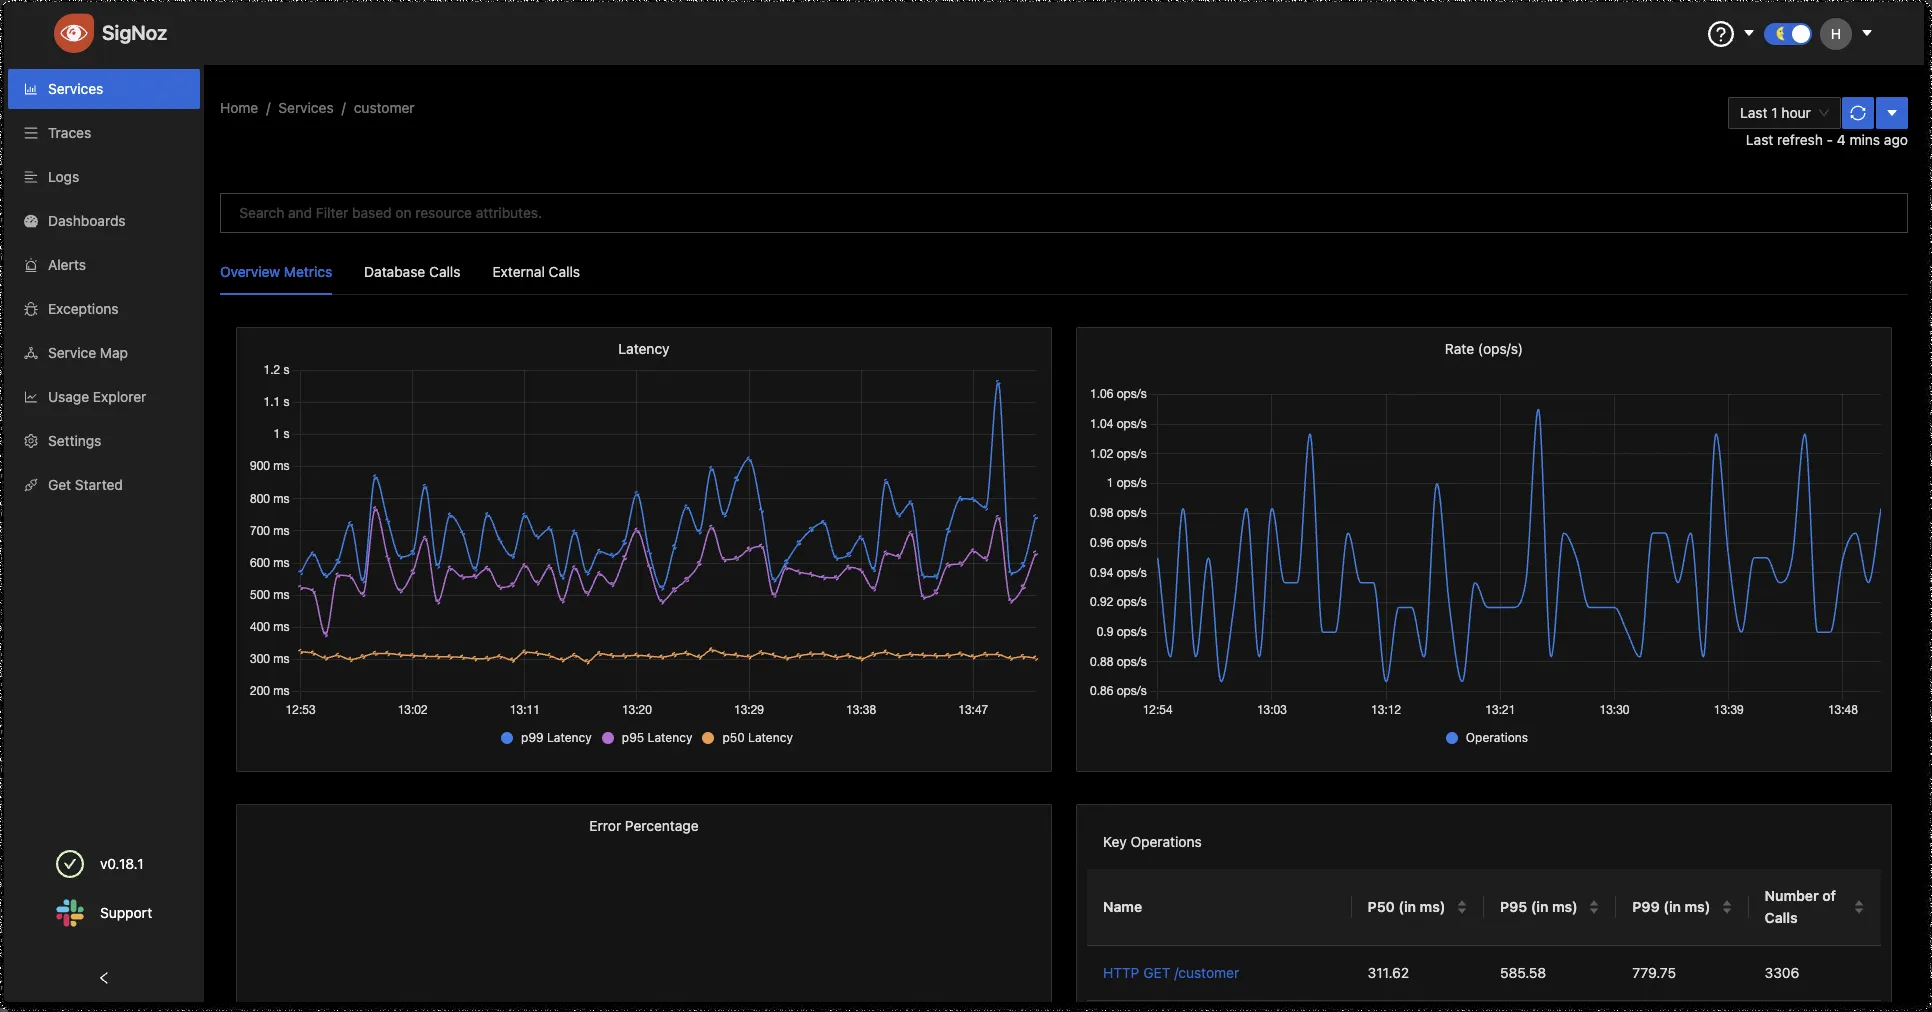 SigNoz
H
Services
Traces
Logs
Dashboards
Alerts
Exceptions
Service Map
Usage Explorer
Settings
Get Started
v0.18.1
Support
Home / Services / customer
Last 1 hour
Last refresh - 4 mins ago
Search and Filter based on resource attributes.
Overview Metrics Database Calls External Calls
Latency
1.2 s
1.1 s
1 s
900 ms
800 ms
700 ms
600 ms
500 ms
400 ms
300 ms
200 ms
12:53 13:02 13:11 13:20 13:29 13:38 13:47
p99 Latency p95 Latency p50 Latency
Rate (ops/s)
1.06 ops/s
1.04 ops/s
1.02 ops/s
1 ops/s
0.98 ops/s
0.96 ops/s
0.94 ops/s
0.92 ops/s
0.9 ops/s
0.88 ops/s
0.86 ops/s
12:54 13:03 13:12 13:21 13:30 13:39 13:48
Operations
Error Percentage
Key Operations
Name P50 (in ms) P95 (in ms) P99 (in ms) Number of
Calls
HTTP GET /customer 311.62 585.58 779.75 3306